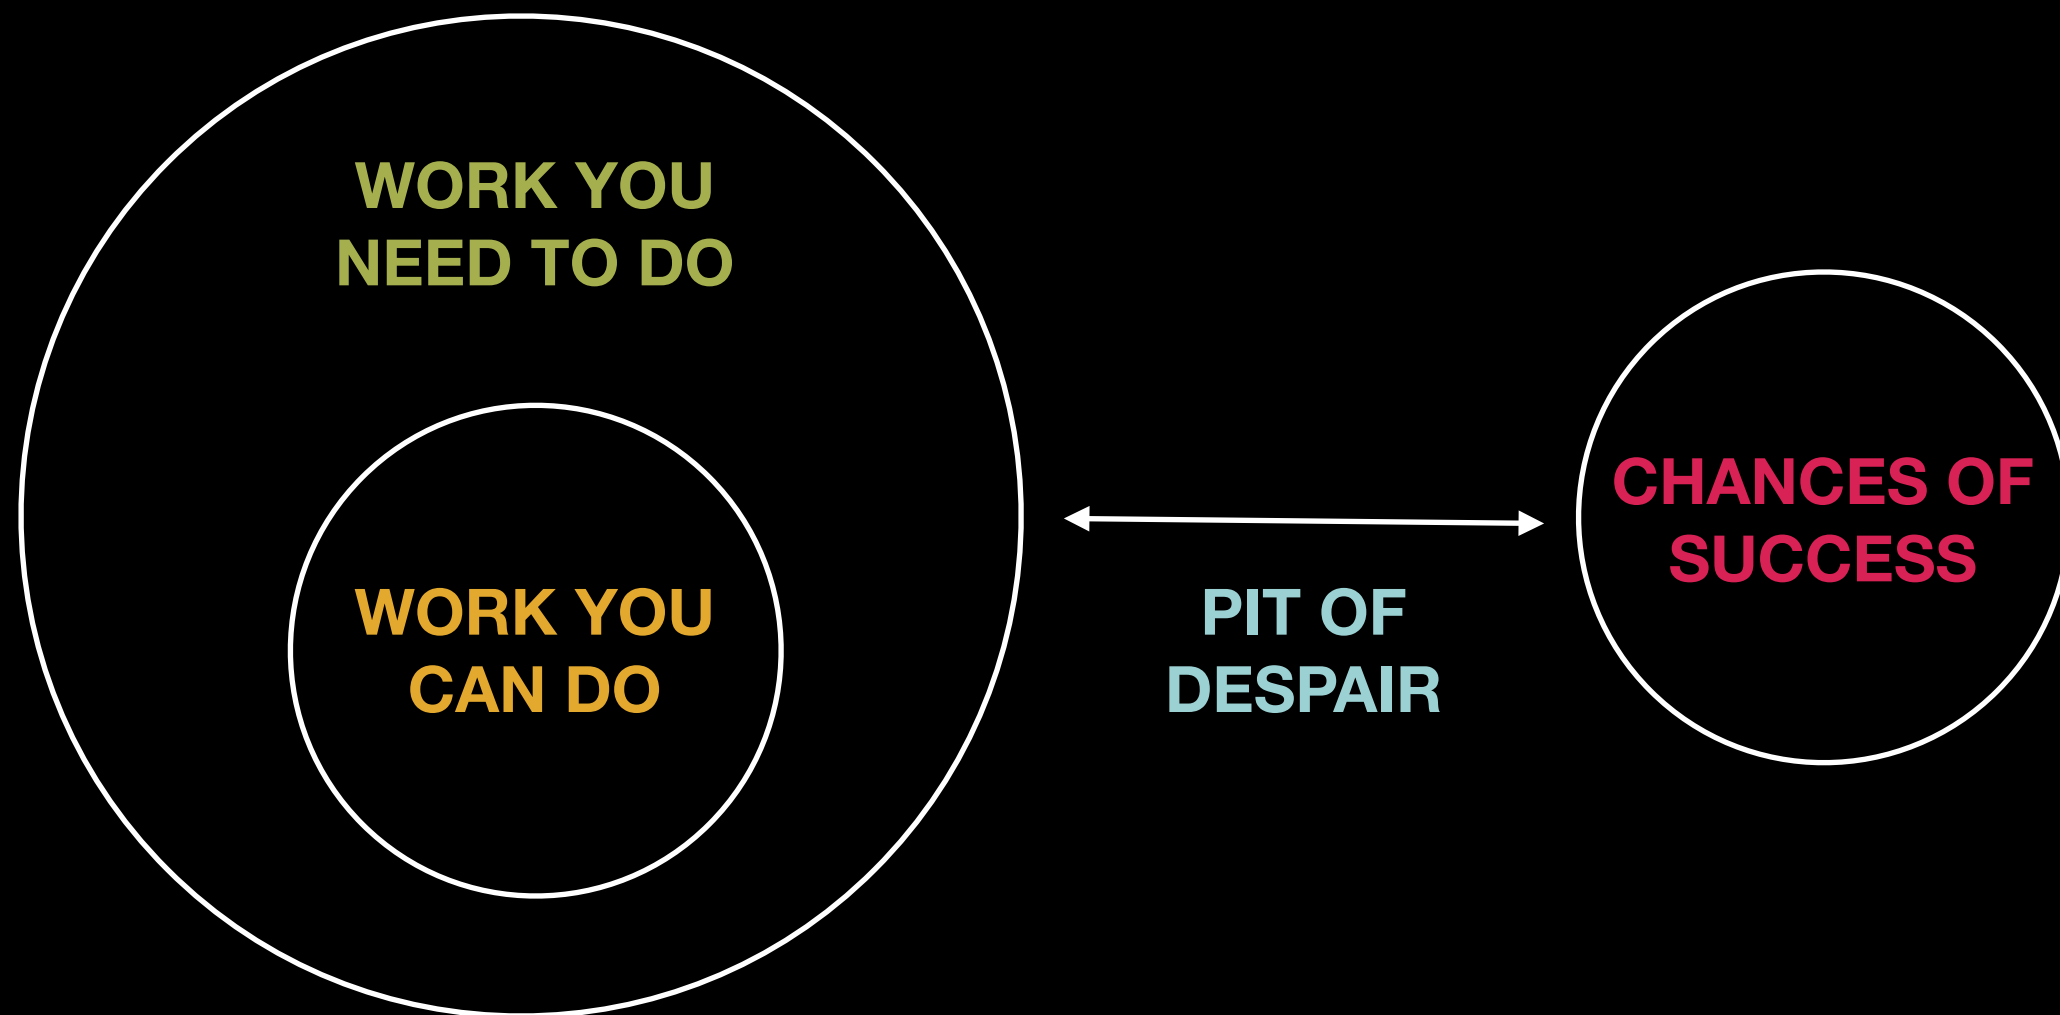 WORK YOU
NEED TO DO
WORK YOU
CAN DO
PIT OF
DESPAIR
CHANCES OF
SUCCESS